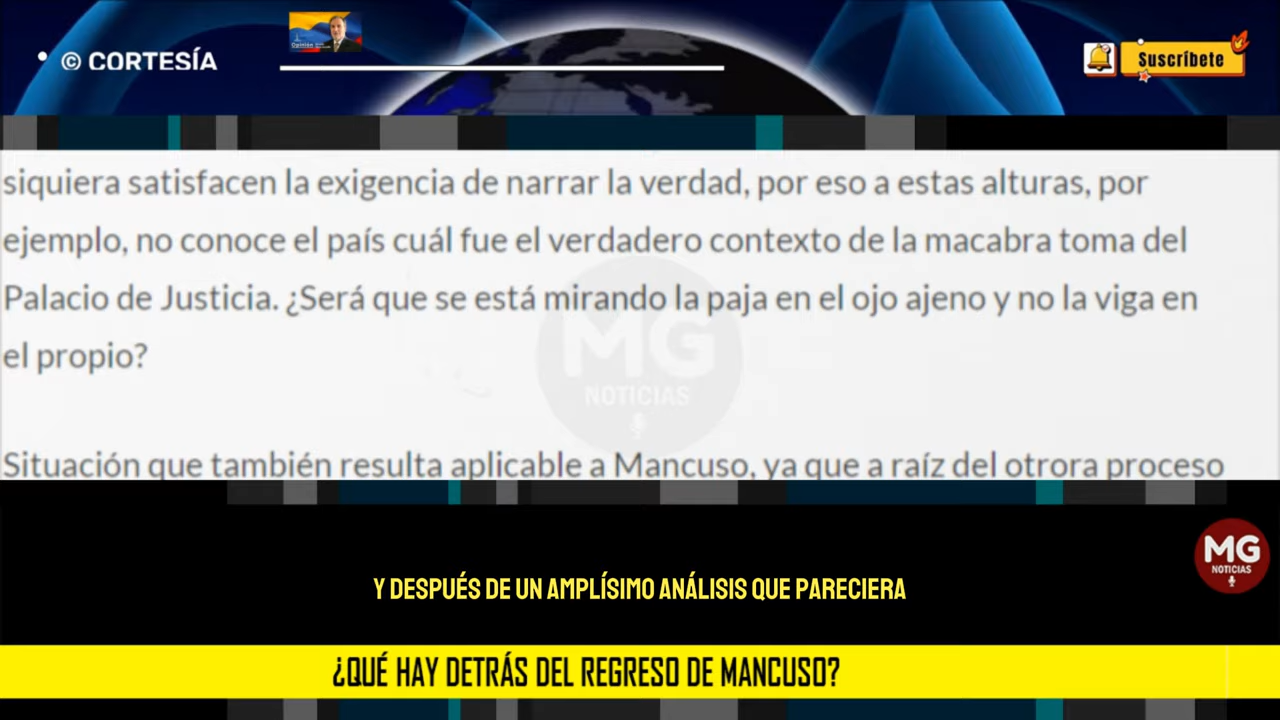 © CORTESÍA
Opinión
Suscríbete
siquiera satisfacen la exigencia de narrar la verdad, por eso a estas alturas, por
ejemplo, no conoce el país cuál fue el verdadero contexto de la macabra toma del
Palacio de Justicia. ¿Será que se está mirando la paja en el ojo ajeno y no la viga en
el propio?
MG
NOTICIAS
Situación que también resulta aplicable a Mancuso, ya que a raíz del otrora proceso
MG
NOTICIAS
Y DESPUÉS DE UN AMPLÍSIMO ANÁLISIS QUE PARECIERA
¿QUÉ HAY DETRÁS DEL REGRESO DE MANCUSO?